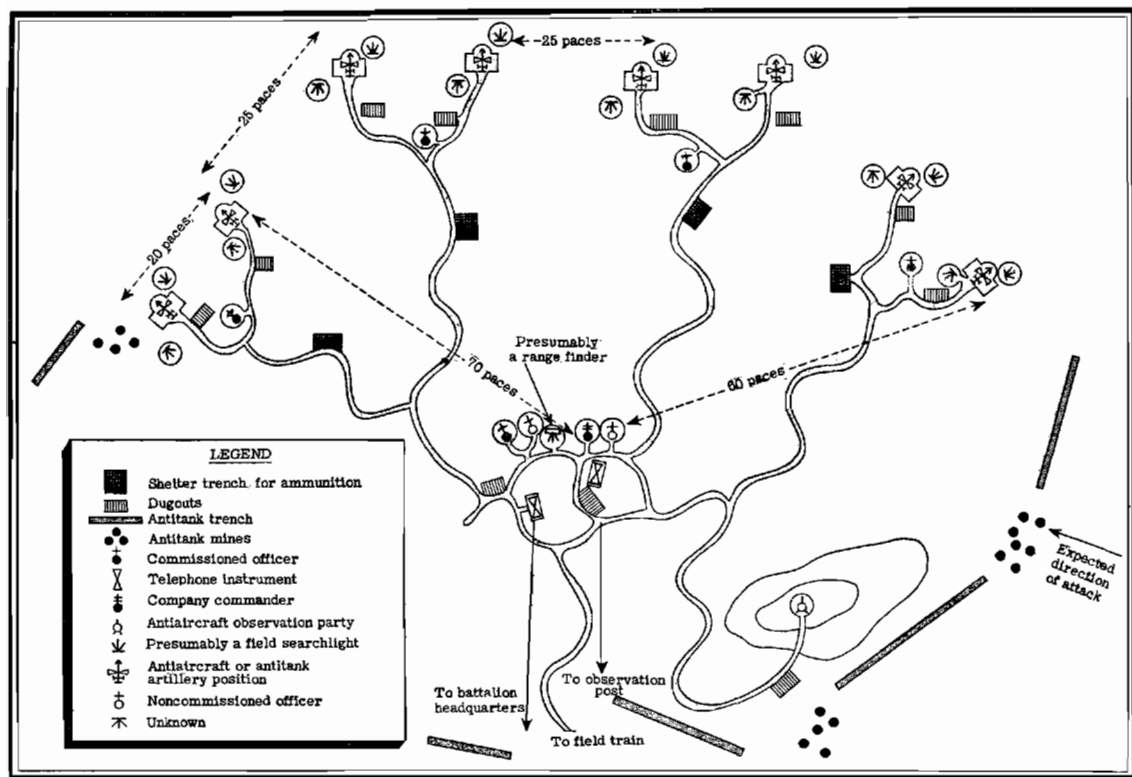 25 paces
25 paces
20 paces
Presumably
a range finder
70 paces
60 paces
LEGEND
Shelter trench for ammunition
Dugouts
Antitank trench
Antitank mines
Commissioned officer
Telephone instrument
Company commander
Antiaircraft observation party
Presumably a field searchlight
Antiaircraft or antitank
artillery position
Noncommissioned officer
Unknown
Expected
direction
of attack
To battalion
headquarters
To observation
post
To field train